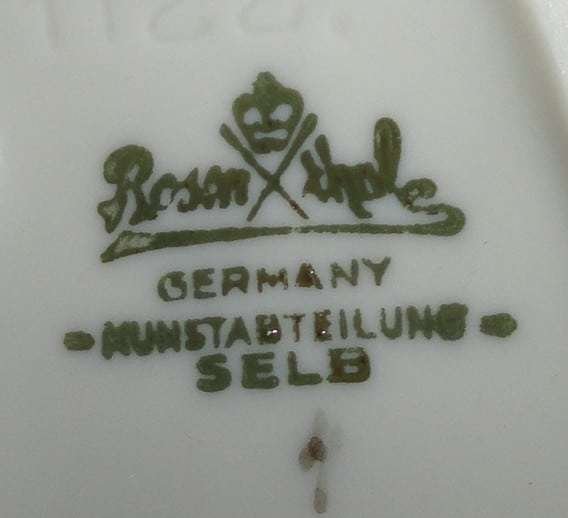 Rosenthal
GERMANY
KUNSTABTEILUNG
SELB